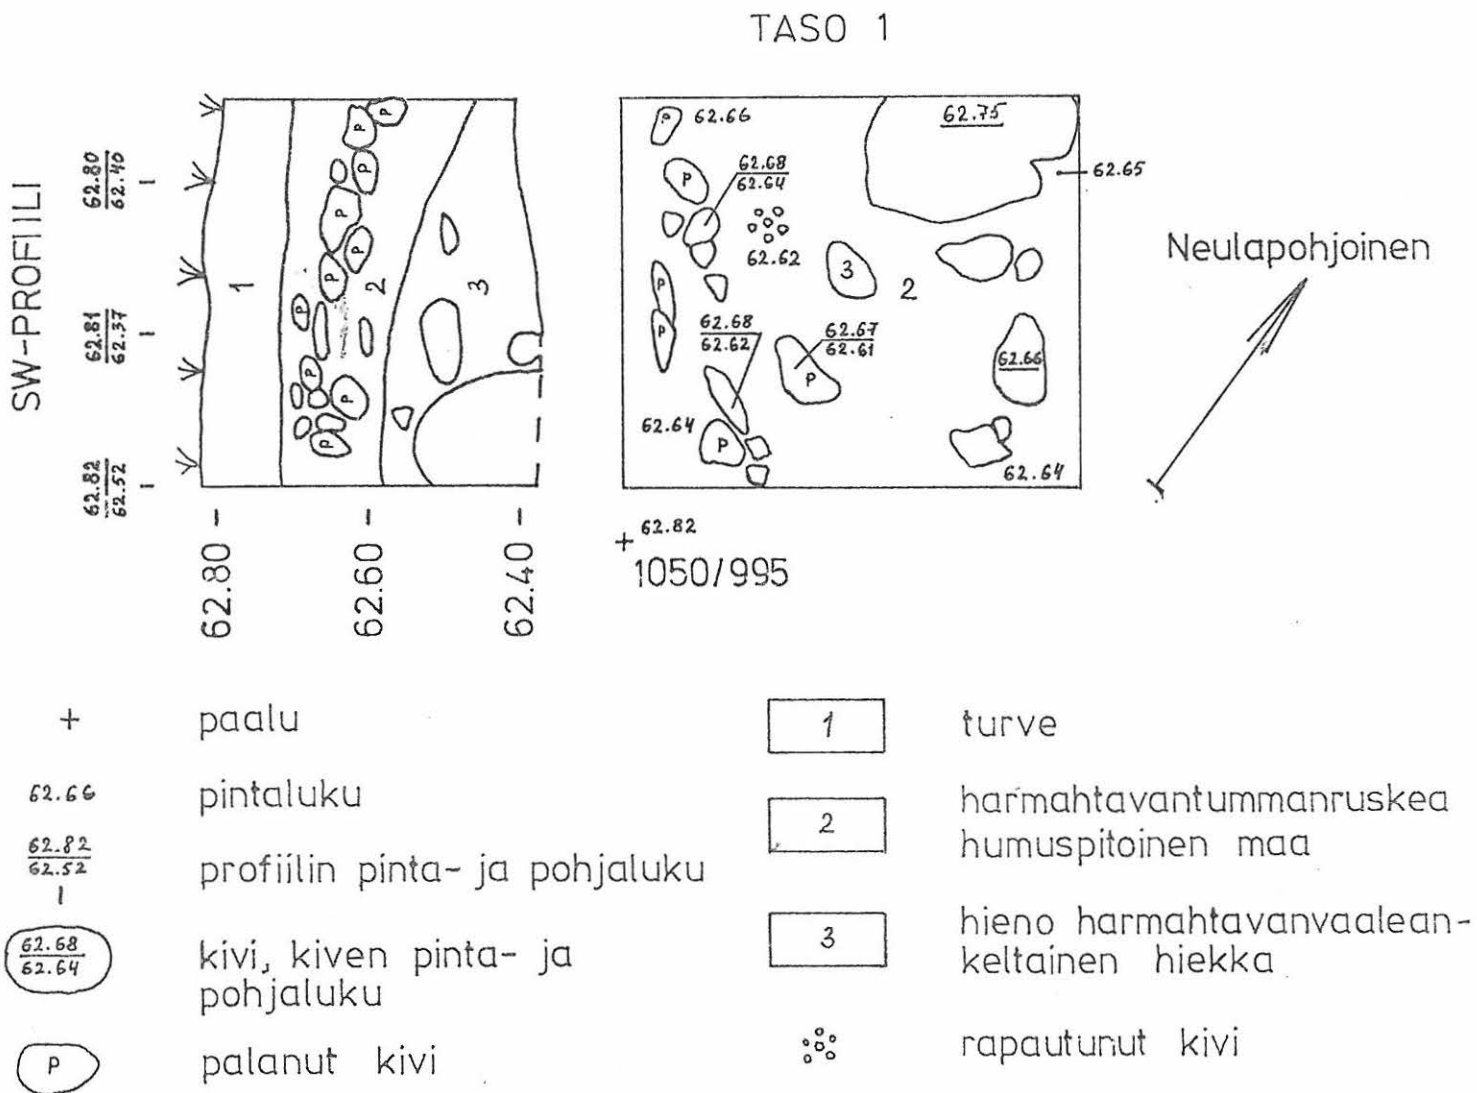 TASO 1
SW-PROFIILI
62.80
62.40
62.81
62.37
62.82
62.52
1
2
3
P
P
P
P
P
P
P
P
P
P
62.80
62.60
62.40
P
62.66
62.75
62.65
P
62.68
62.64
62.62
3
2
P
P
62.68
62.62
62.67
62.61
P
62.66
62.64
P
62.64
+ 62.82
1050/995
Neulapohjoinen
+ paalu
62.66 pintaluku
62.82
62.52
profiilin pinta- ja pohjaluku
62.68
62.64
kivi, kiven pinta- ja
pohjaluku
P palanut kivi
1 turve
2 harmahtavantummanruskea
humuspitoinen maa
3 hieno harmahtavanvaalean-
keltainen hiekka
rapautunut kivi